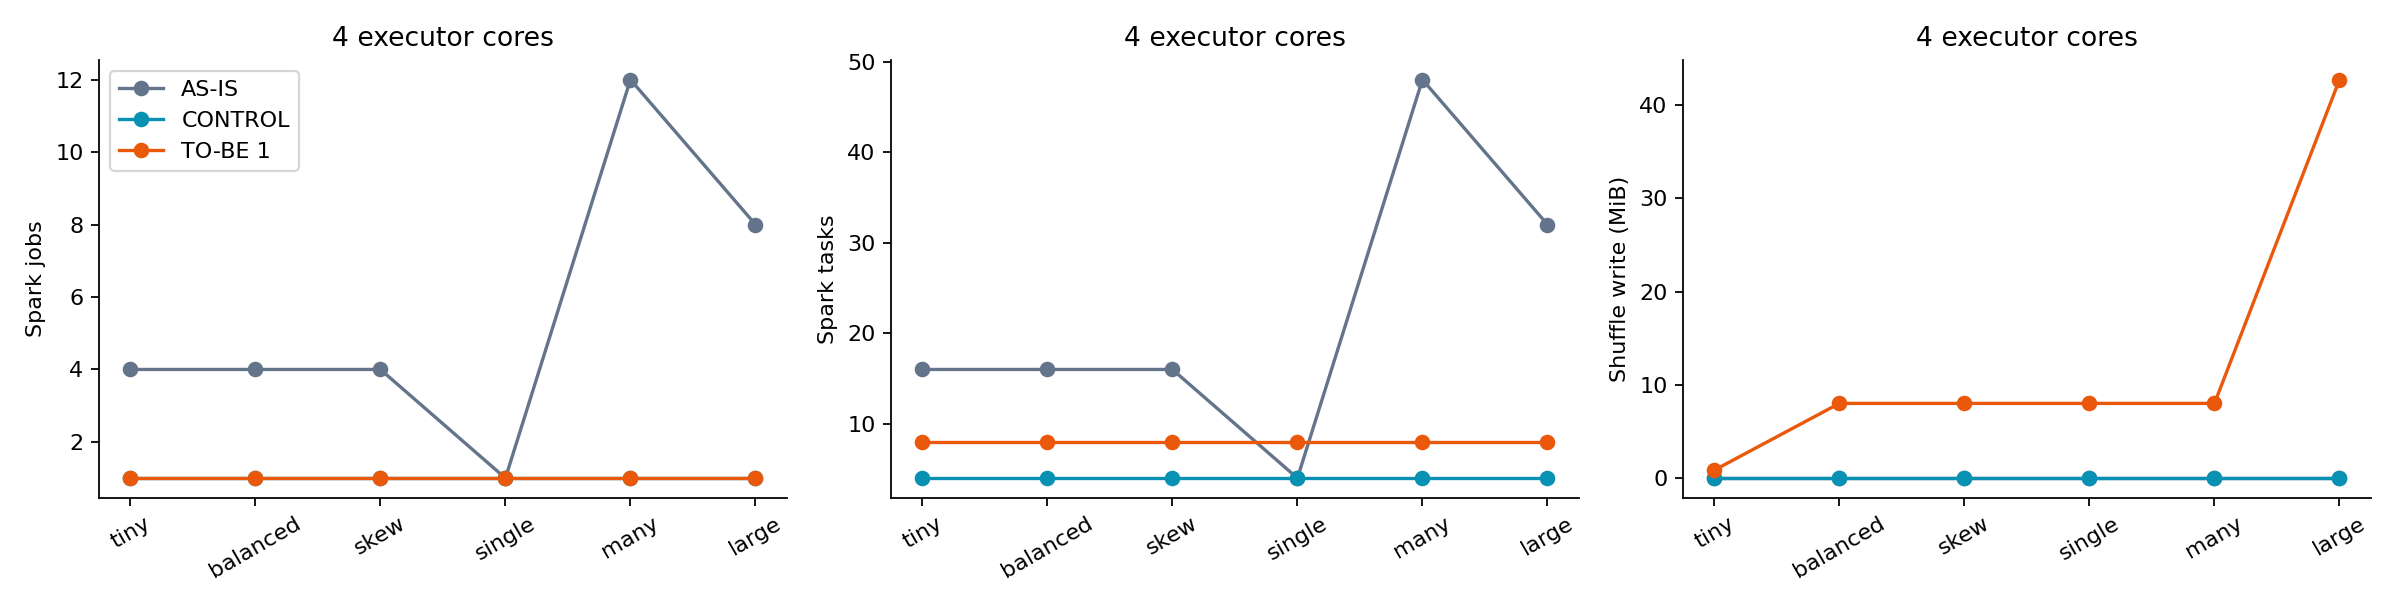 4 executor cores
12
10
8
6
4
2
Spark jobs
AS-IS
CONTROL
TO-BE 1
tiny
balanced
skew
single
many
large
4 executor cores
50
40
30
20
10
Spark tasks
tiny
balanced
skew
single
many
large
4 executor cores
40
30
20
10
0
Shuffle write (MiB)
tiny
balanced
skew
single
many
large